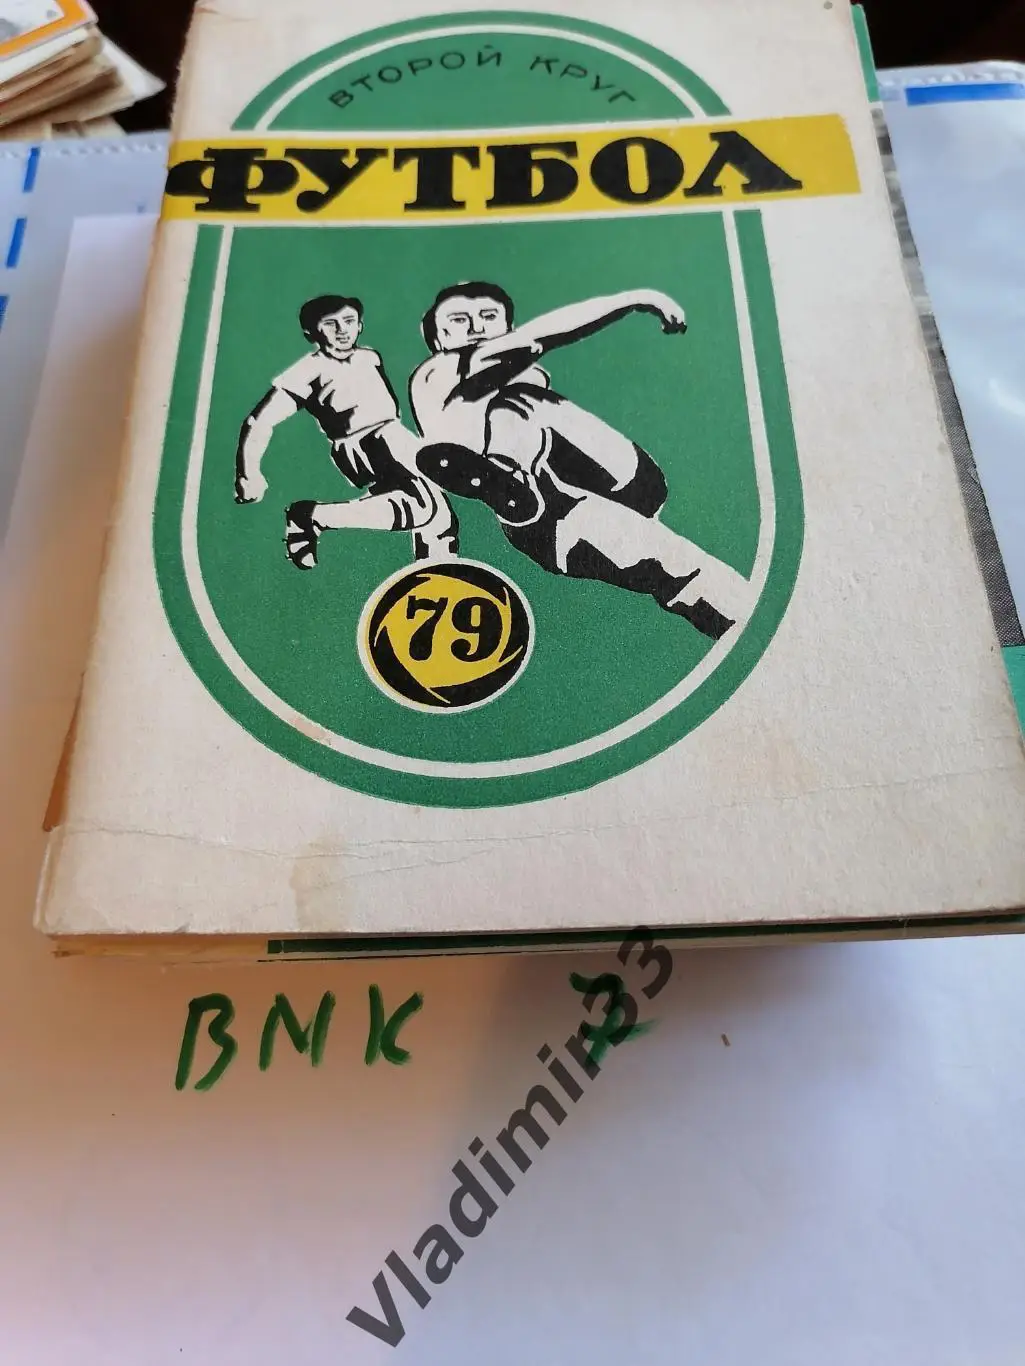 ВТОРОЙ КРУГ
ФУТБОЛ
79
ВМК
Vladimir33